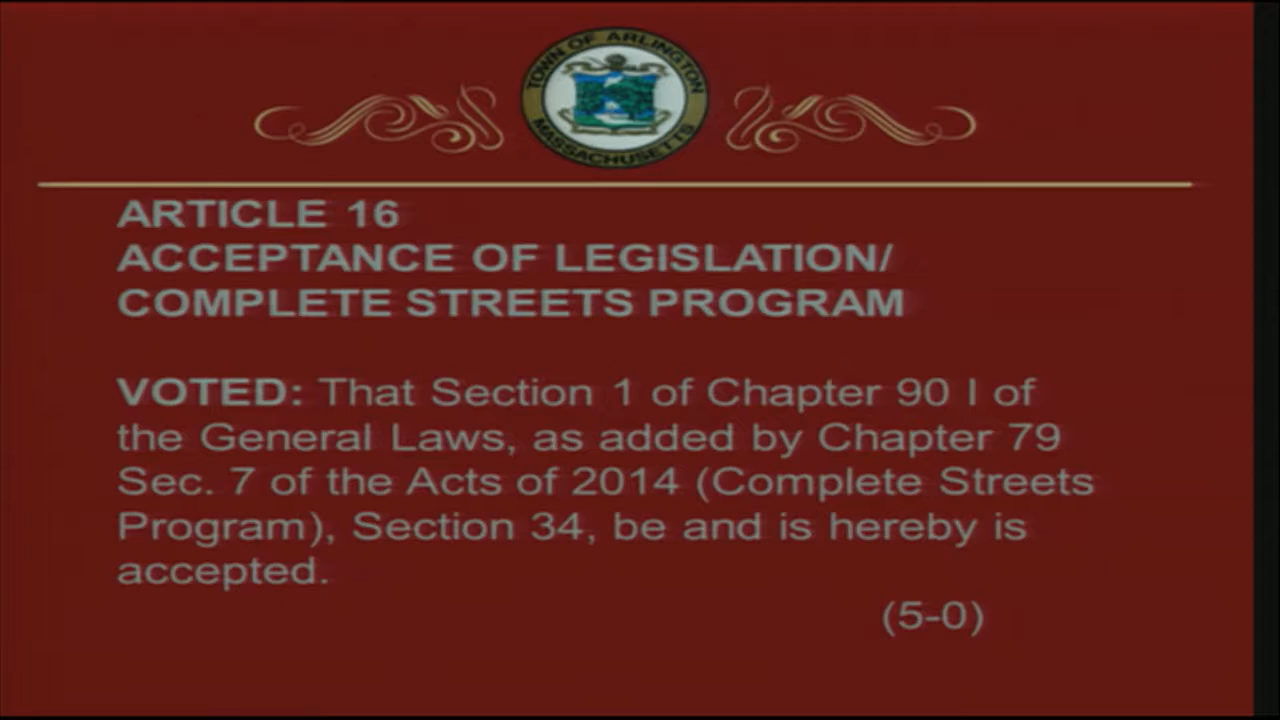 TOWN OF ARLINGTON
MASSACHUSETTS
ARTICLE 16
ACCEPTANCE OF LEGISLATION/
COMPLETE STREETS PROGRAM
VOTED: That Section 1 of Chapter 90 I of
the General Laws, as added by Chapter 79
Sec. 7 of the Acts of 2014 (Complete Streets
Program), Section 34, be and is hereby is
accepted.
(5-0)